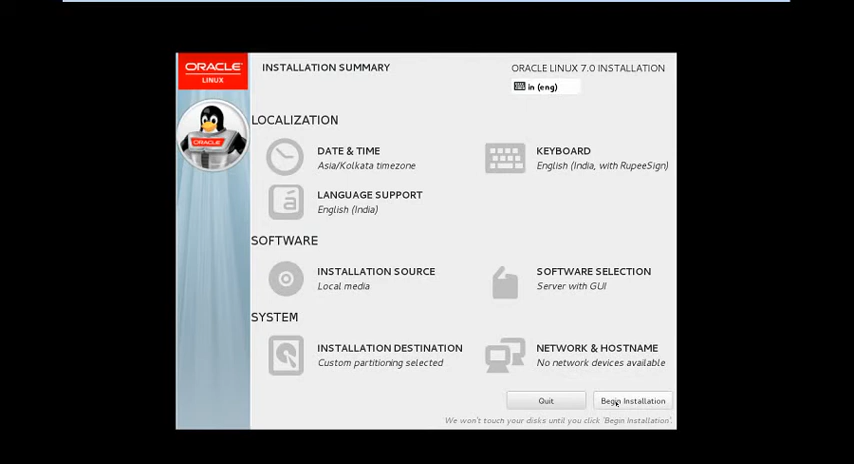 ORACLE
LINUX
INSTALLATION SUMMARY
ORACLE LINUX 7.0 INSTALLATION
in (eng)
ORACLE
LOCALIZATION
DATE & TIME
Asia/Kolkata timezone
KEYBOARD
English (India, with RupeeSign)
LANGUAGE SUPPORT
English (India)
á
SOFTWARE
INSTALLATION SOURCE
Local media
SOFTWARE SELECTION
Server with GUI
SYSTEM
INSTALLATION DESTINATION
Custom partitioning selected
NETWORK & HOSTNAME
No network devices available
Quit
Begin Installation
We won't touch your disks until you click 'Begin Installation'.